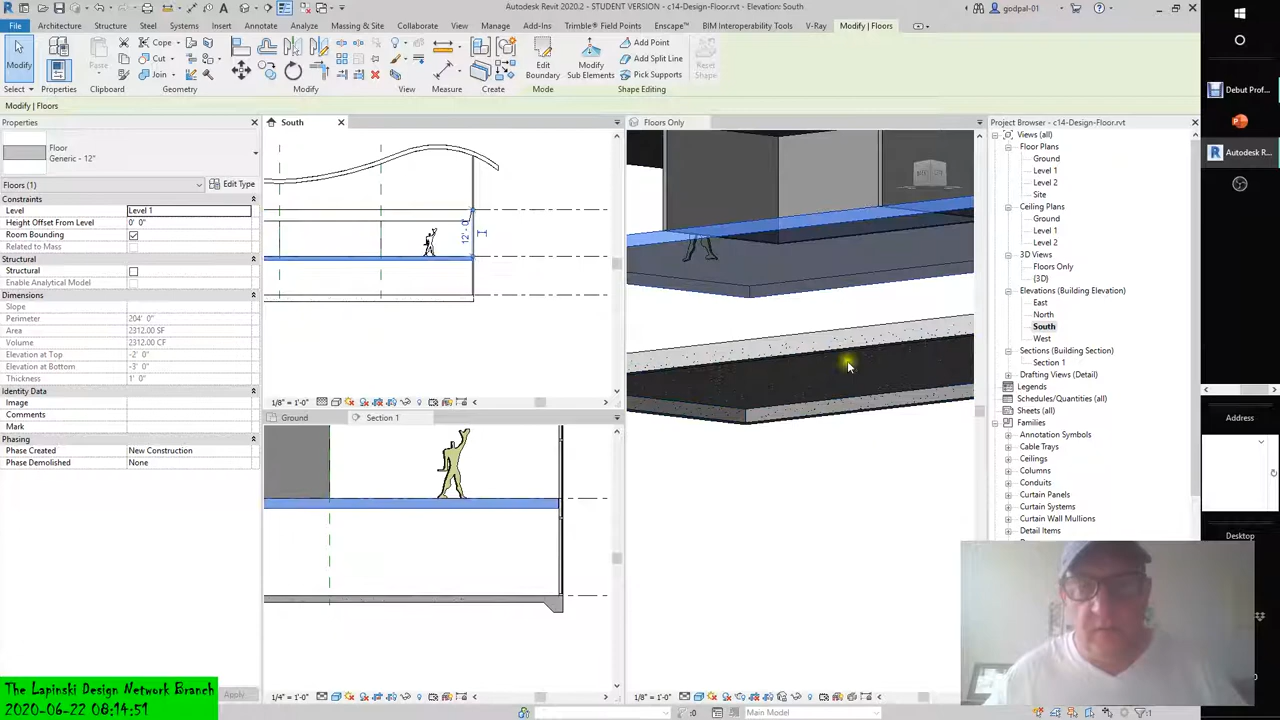 Autodesk Revit 2020.2 - STUDENT VERSION - c14-Design-Floor.rvt - Elevation: South
godpal-01
Architecture Structure Steel Systems Insert Annotate Analyze Massing & Site Collaborate View Manage Add-Ins Trimble® Field Points Enscape™ BIM Interoperability Tools V-Ray Modify | Floors
Modify
Paste
Cope
Cut
Join
Edit Boundary
Modify Sub Elements
Add Point
Add Split Line
Pick Supports
Reset Shape
Select Properties Clipboard Geometry Modify View Measure Create Mode Shape Editing
Modify | Floors
Properties
Floor
Generic - 12"
Floors (1)
Edit Type
Constraints
Level Level 1
Height Offset From Level 0' 0"
Room Bounding
Related to Mass
Structural
Structural
Enable Analytical Model
Dimensions
Slope
Perimeter 204' 0"
Area 2312.00 SF
Volume 2312.00 CF
Elevation at Top -2' 0"
Elevation at Bottom -3' 0"
Thickness 1' 0"
Identity Data
Image
Comments
Mark
Phasing
Phase Created New Construction
Phase Demolished None
Apply
South
12' - 0"
1/8" = 1'-0"
Ground Section 1
1/4" = 1'-0"
Floors Only
1/8" = 1'-0"
Main Model
Project Browser - c14-Design-Floor.rvt
Views (all)
Floor Plans
Ground
Level 1
Level 2
Site
Ceiling Plans
Ground
Level 1
Level 2
3D Views
Floors Only
{3D}
Elevations (Building Elevation)
East
North
South
West
Sections (Building Section)
Section 1
Drafting Views (Detail)
Legends
Schedules/Quantities (all)
Sheets (all)
Families
Annotation Symbols
Cable Trays
Ceilings
Columns
Conduits
Curtain Panels
Curtain Systems
Curtain Wall Mullions
Detail Items
Debut Prof...
Autodesk R...
Address
Desktop
The Lapinski Design Network Branch
2020-06-22 08:14:51